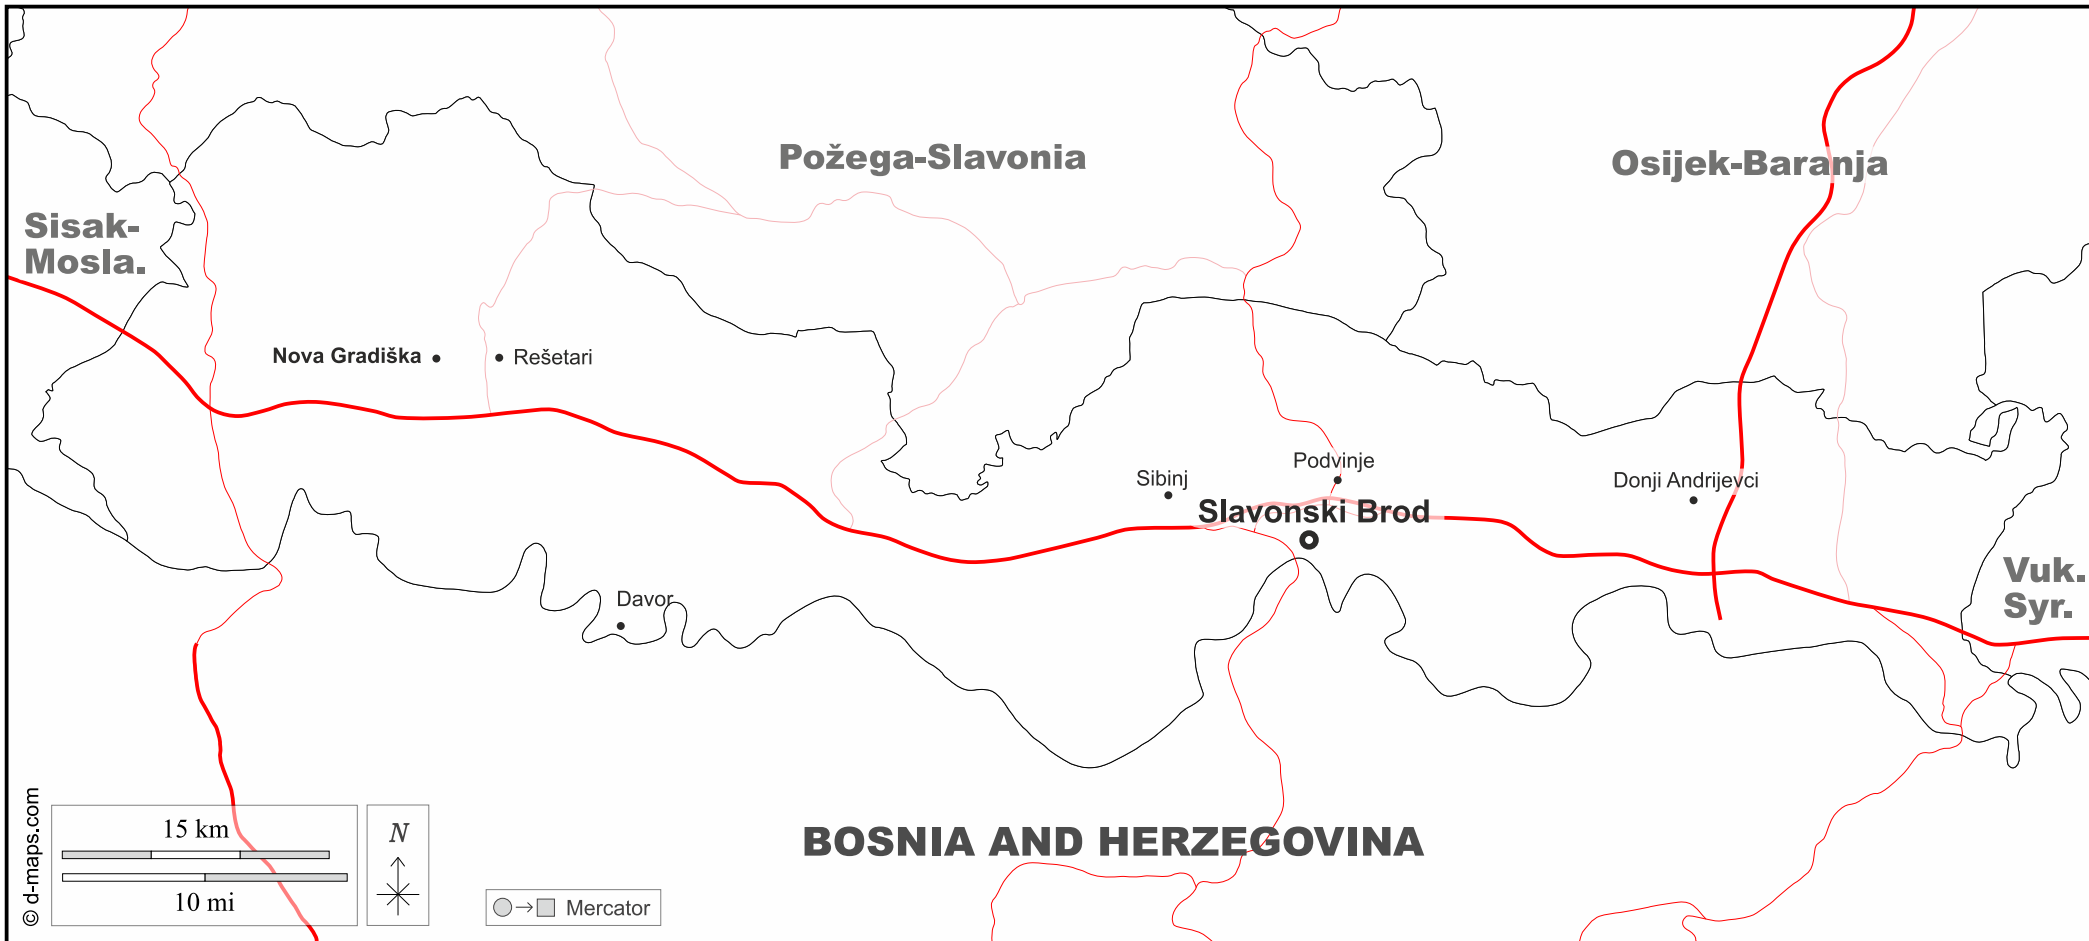 Požega-Slavonia
Osijek-Baranja
Sisak-
Mosla.
Nova Gradiška
Rešetari
Podvinje
Sibinj
Donji Andrijevci
Slavonski Brod
Vuk.
Syr.
Davor
BOSNIA AND HERZEGOVINA
© d-maps.com
15 km
10 mi
N
Mercator